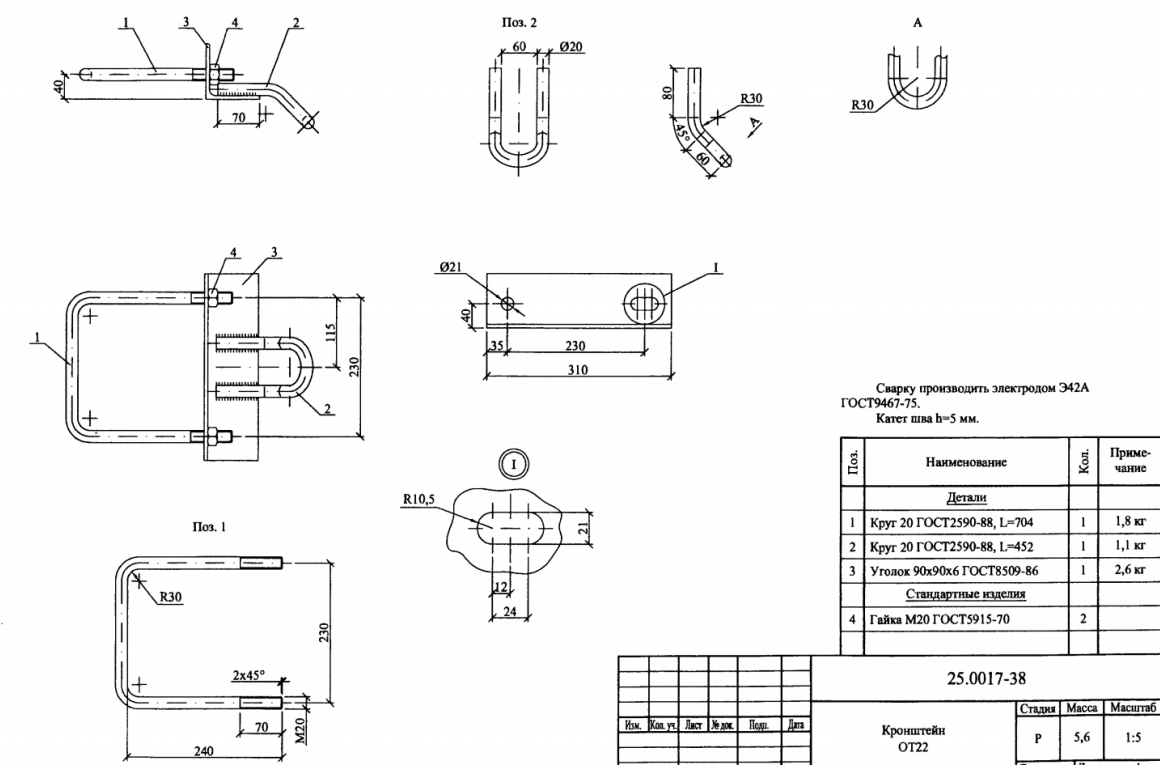 1
3
4
2
40
70
Поз. 2
60
Ø20
80
45°
60
R30
А
А
R30
4
3
1
2
115
230
Ø21
I
40
35
230
310
I
R10,5
21
12
24
Поз. 1
R30
230
2x45°
70
M20
240
Сварку производить электродом Э42А
ГОСТ9467-75.
Катет шва h=5 мм.
Поз. Наименование Кол. Приме-
чание
Детали
1 Круг 20 ГОСТ2590-88, L=704 1 1,8 кг
2 Круг 20 ГОСТ2590-88, L=452 1 1,1 кг
3 Уголок 90х90х6 ГОСТ8509-86 1 2,6 кг
Стандартные изделия
4 Гайка М20 ГОСТ5915-70 2
25.0017-38
Изм. Кол. уч. Лист № док. Подп. Дата
Кронштейн
ОТ22
Стадия Масса Масштаб
Р 5,6 1:5